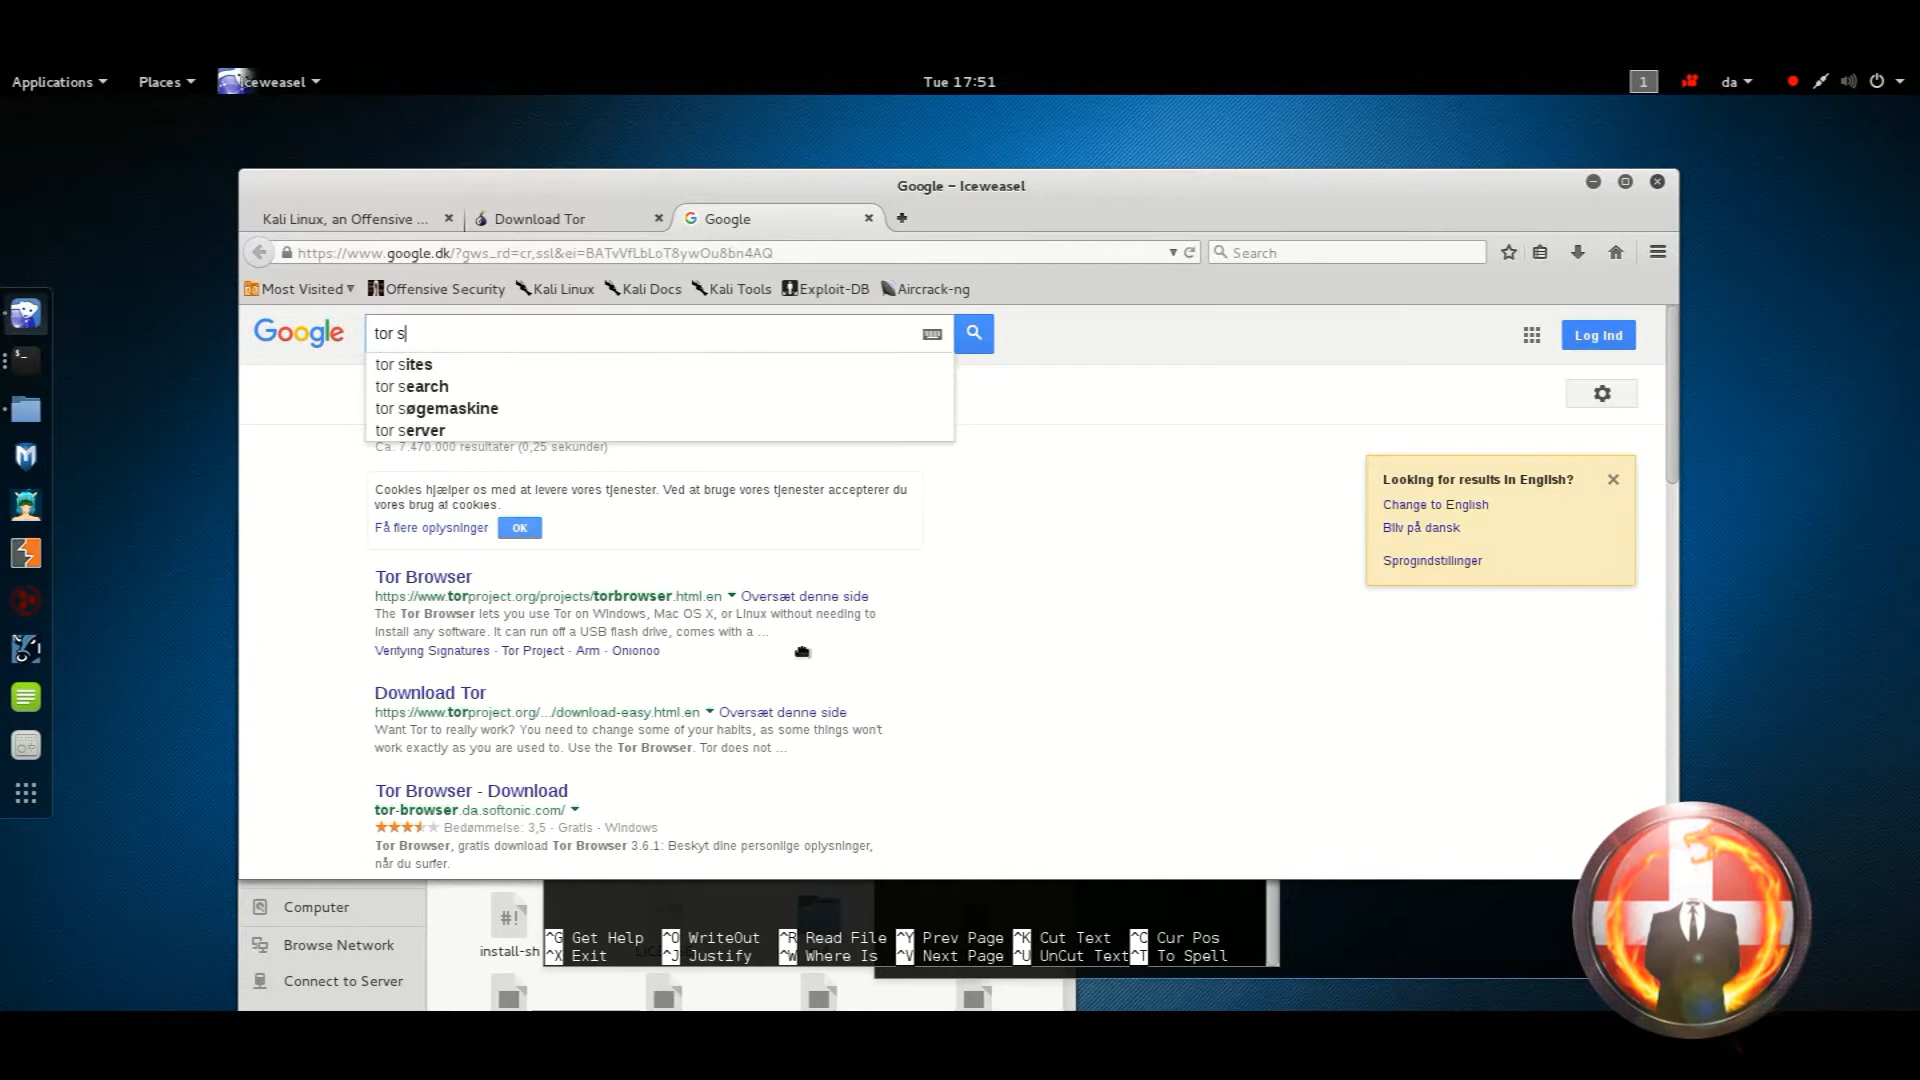 Applications Places Iceweasel Tue 17:51 1 da
Google - Iceweasel
Kali Linux, an Offensive ... Download Tor Google
https://www.google.dk/?gws_rd=cr,ssl&ei=BATvVfLbLoT8ywOu8bn4AQ Search
Most Visited Offensive Security Kali Linux Kali Docs Kali Tools Exploit-DB Aircrack-ng
Google tor s Log ind
tor sites
tor search
tor søgemaskine
tor server
Ca. 7.470.000 resultater (0,25 sekunder)
Cookies hjælper os med at levere vores tjenester. Ved at bruge vores tjenester accepterer du
vores brug af cookies.
Få flere oplysninger OK
Looking for results in English?
Change to English
Bliv på dansk
Sprogindstillinger
Tor Browser
https://www.torproject.org/projects/torbrowser.html.en Oversæt denne side
The Tor Browser lets you use Tor on Windows, Mac OS X, or Linux without needing to
install any software. It can run off a USB flash drive, comes with a ...
Verifying Signatures - Tor Project - Arm - Onionoo
Download Tor
https://www.torproject.org/.../download-easy.html.en Oversæt denne side
Want Tor to really work? You need to change some of your habits, as some things won't
work exactly as you are used to. Use the Tor Browser. Tor does not ...
Tor Browser - Download
tor-browser.da.softonic.com/
Bedømmelse: 3,5 - Gratis - Windows
Tor Browser, gratis download Tor Browser 3.6.1: Beskyt dine personlige oplysninger,
når du surfer.
Computer
Browse Network
Connect to Server
#!
install-sh
^G Get Help ^O WriteOut ^R Read File ^Y Prev Page ^K Cut Text ^C Cur Pos
^X Exit ^J Justify ^W Where Is ^V Next Page ^U UnCut Text ^T To Spell